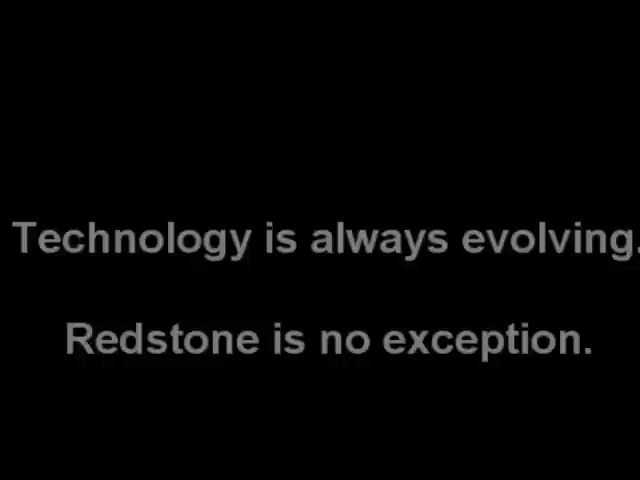 Technology is always evolving.
Redstone is no exception.